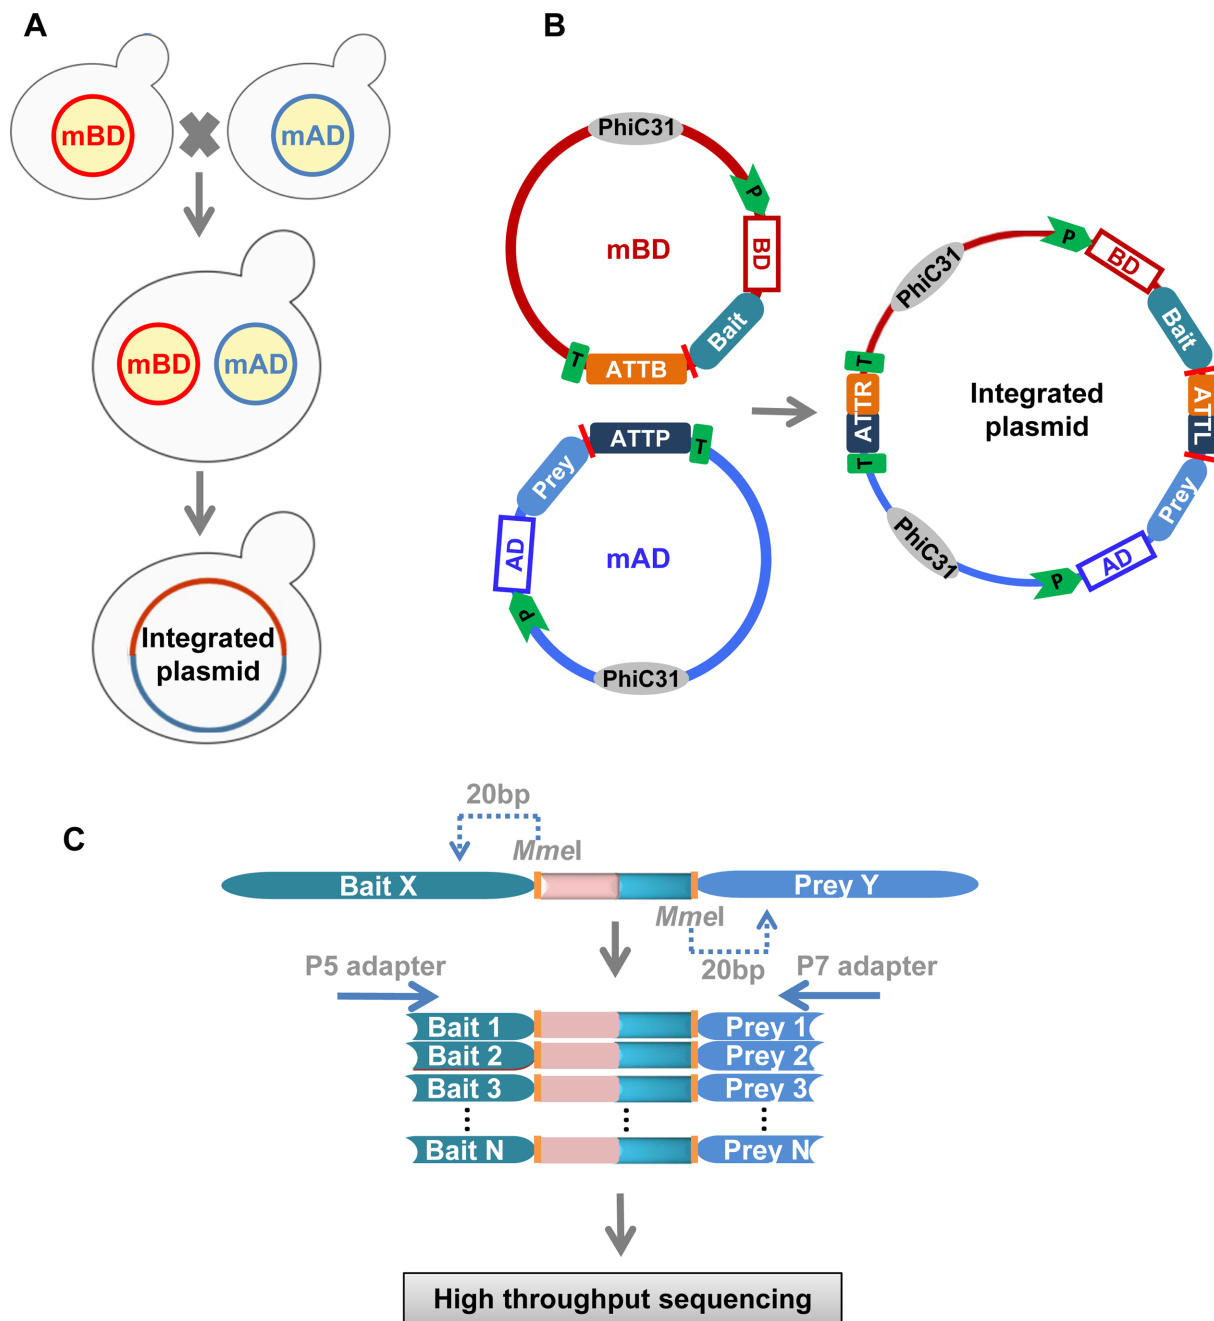 A
mBD
mAD
mBD
mAD
Integrated
plasmid
B
PhiC31
P
BD
Bait
ATTB
T
mBD
ATTP
T
Prey
AD
P
PhiC31
mAD
P
BD
Bait
ATTL
Prey
AD
P
PhiC31
T
ATTR
T
PhiC31
Integrated
plasmid
C
20bp
MmeI
Bait X
Prey Y
MmeI
20bp
P5 adapter
P7 adapter
Bait 1
Prey 1
Bait 2
Prey 2
Bait 3
Prey 3
Bait N
Prey N
High throughput sequencing